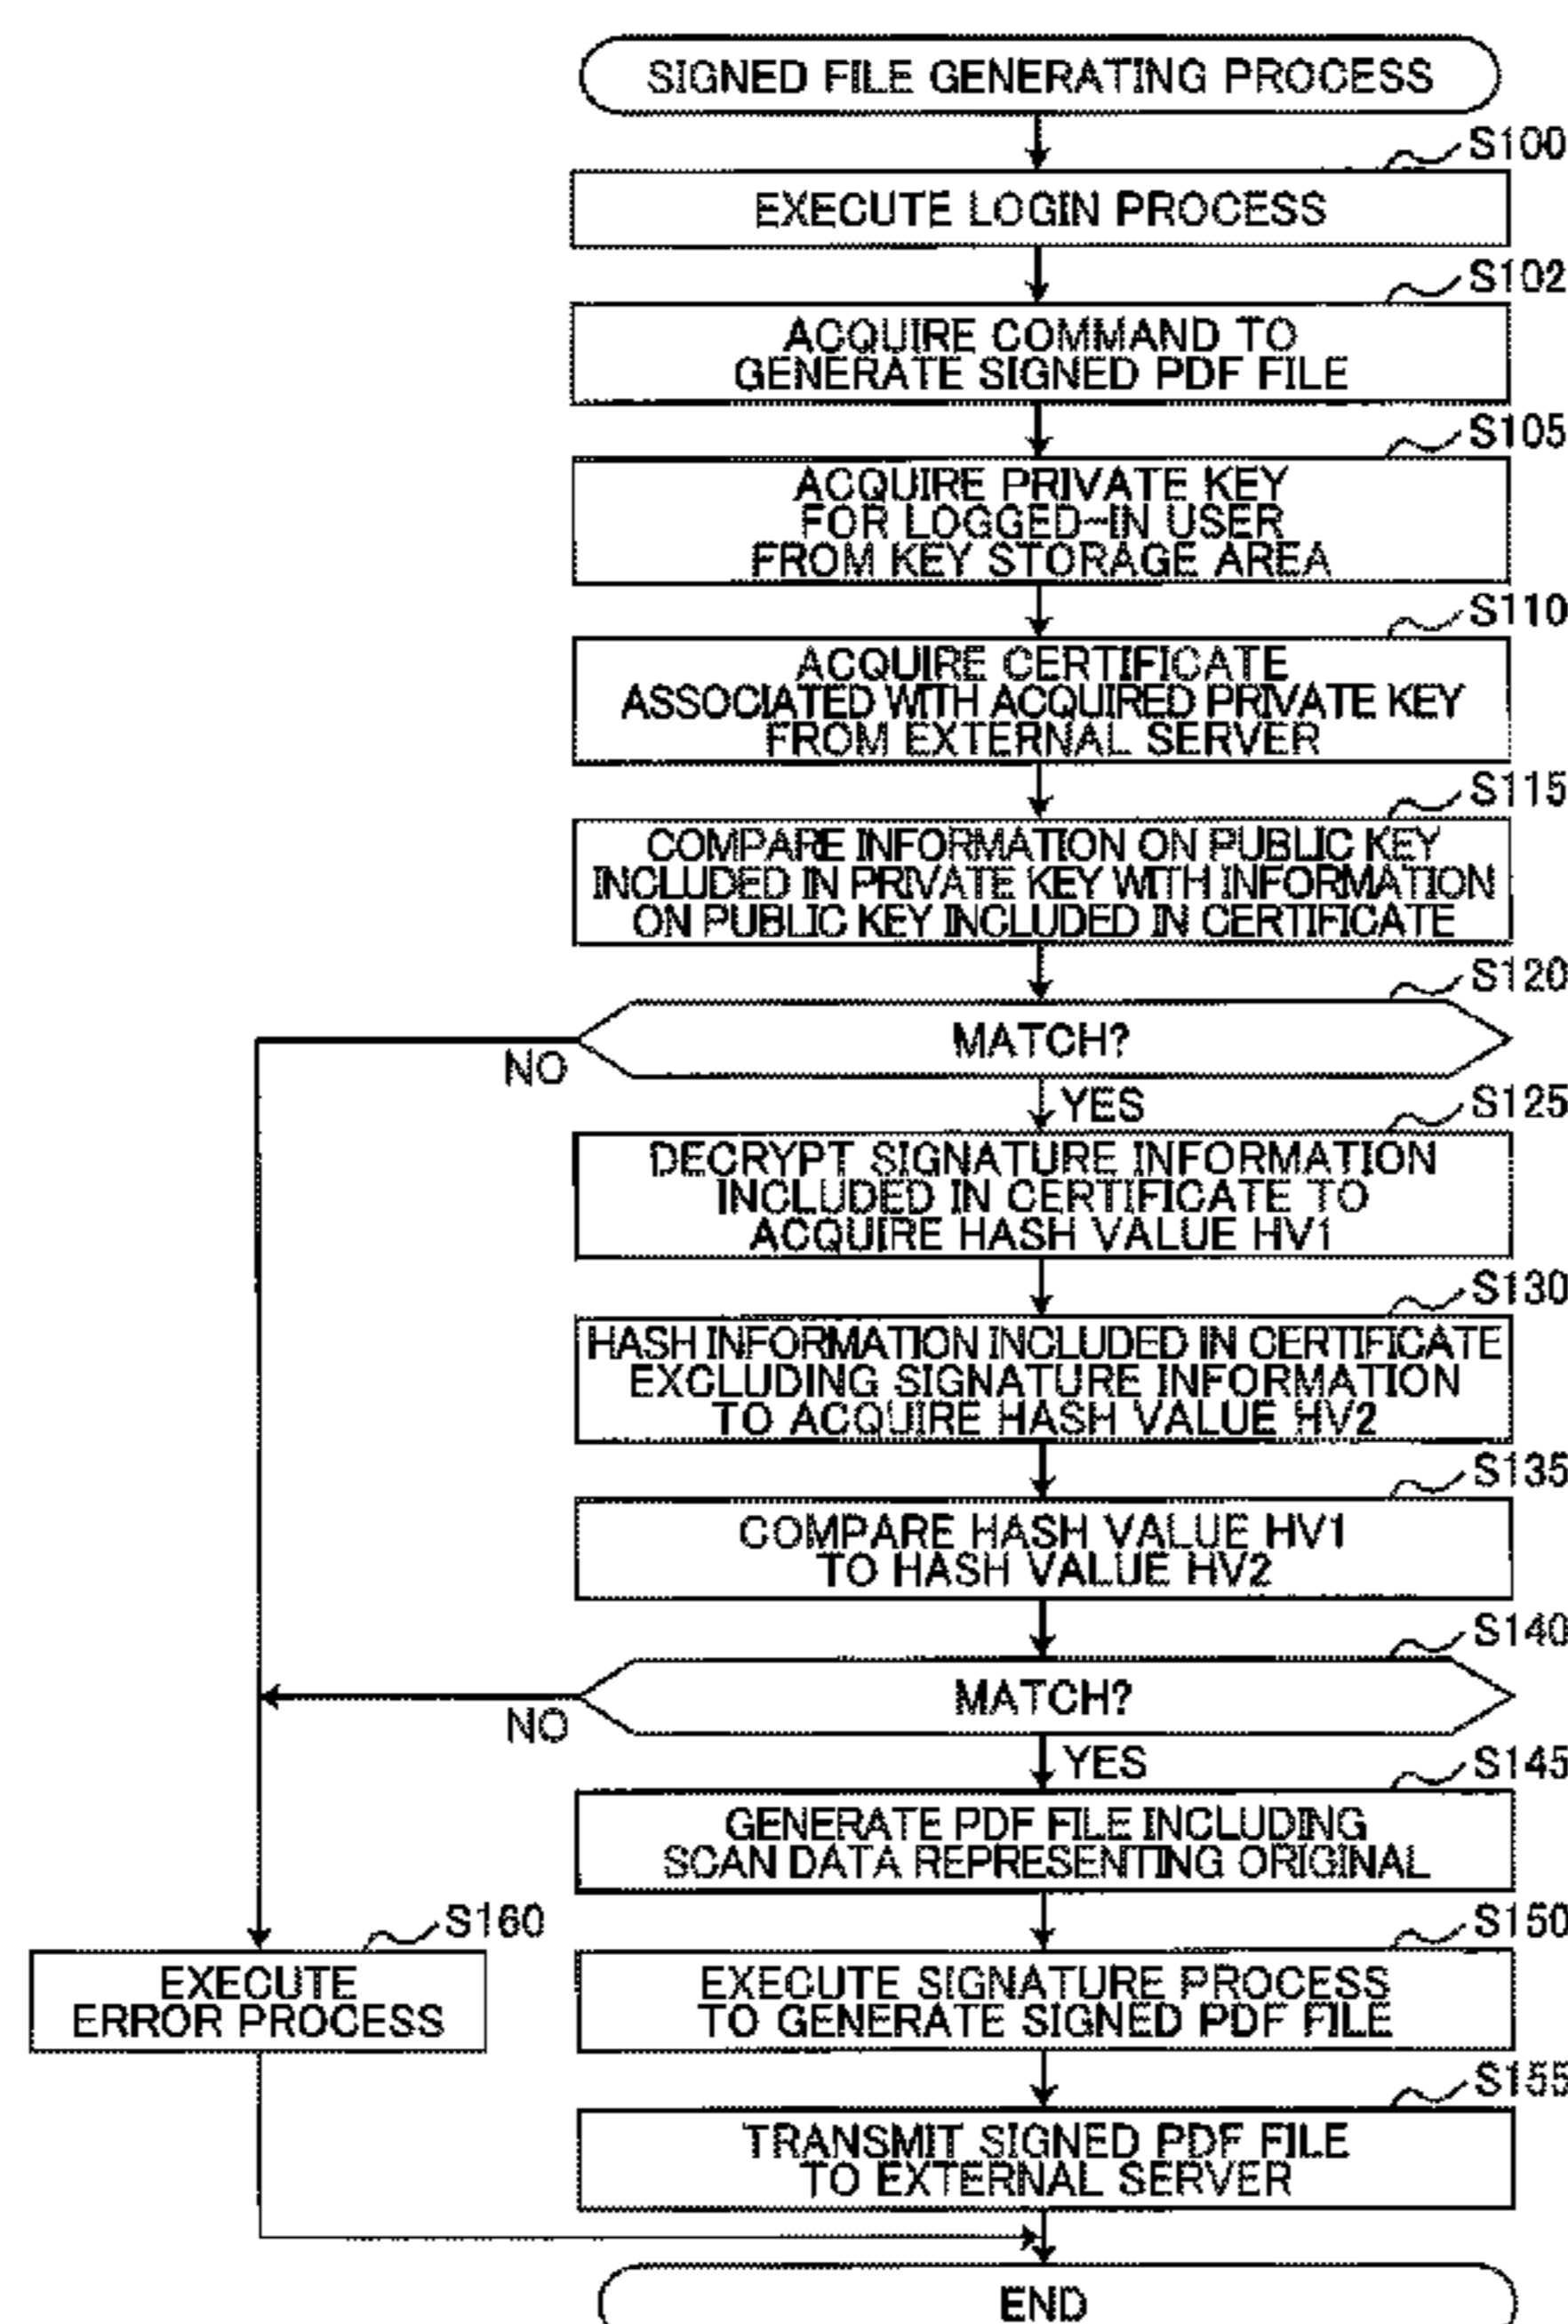 SIGNED FILE GENERATING PROCESS
S100
EXECUTE LOGIN PROCESS
S102
ACQUIRE COMMAND TO
GENERATE SIGNED PDF FILE
S105
ACQUIRE PRIVATE KEY
FOR LOGGED-IN USER
FROM KEY STORAGE AREA
S110
ACQUIRE CERTIFICATE
ASSOCIATED WITH ACQUIRED PRIVATE KEY
FROM EXTERNAL SERVER
S115
COMPARE INFORMATION ON PUBLIC KEY
INCLUDED IN PRIVATE KEY WITH INFORMATION
ON PUBLIC KEY INCLUDED IN CERTIFICATE
S120
MATCH?
NO
YES
S125
DECRYPT SIGNATURE INFORMATION
INCLUDED IN CERTIFICATE TO
ACQUIRE HASH VALUE HV1
S130
HASH INFORMATION INCLUDED IN CERTIFICATE
EXCLUDING SIGNATURE INFORMATION
TO ACQUIRE HASH VALUE HV2
S135
COMPARE HASH VALUE HV1
TO HASH VALUE HV2
S140
MATCH?
NO
YES
S145
GENERATE PDF FILE INCLUDING
SCAN DATA REPRESENTING ORIGINAL
S160
EXECUTE
ERROR PROCESS
S150
EXECUTE SIGNATURE PROCESS
TO GENERATE SIGNED PDF FILE
S155
TRANSMIT SIGNED PDF FILE
TO EXTERNAL SERVER
END